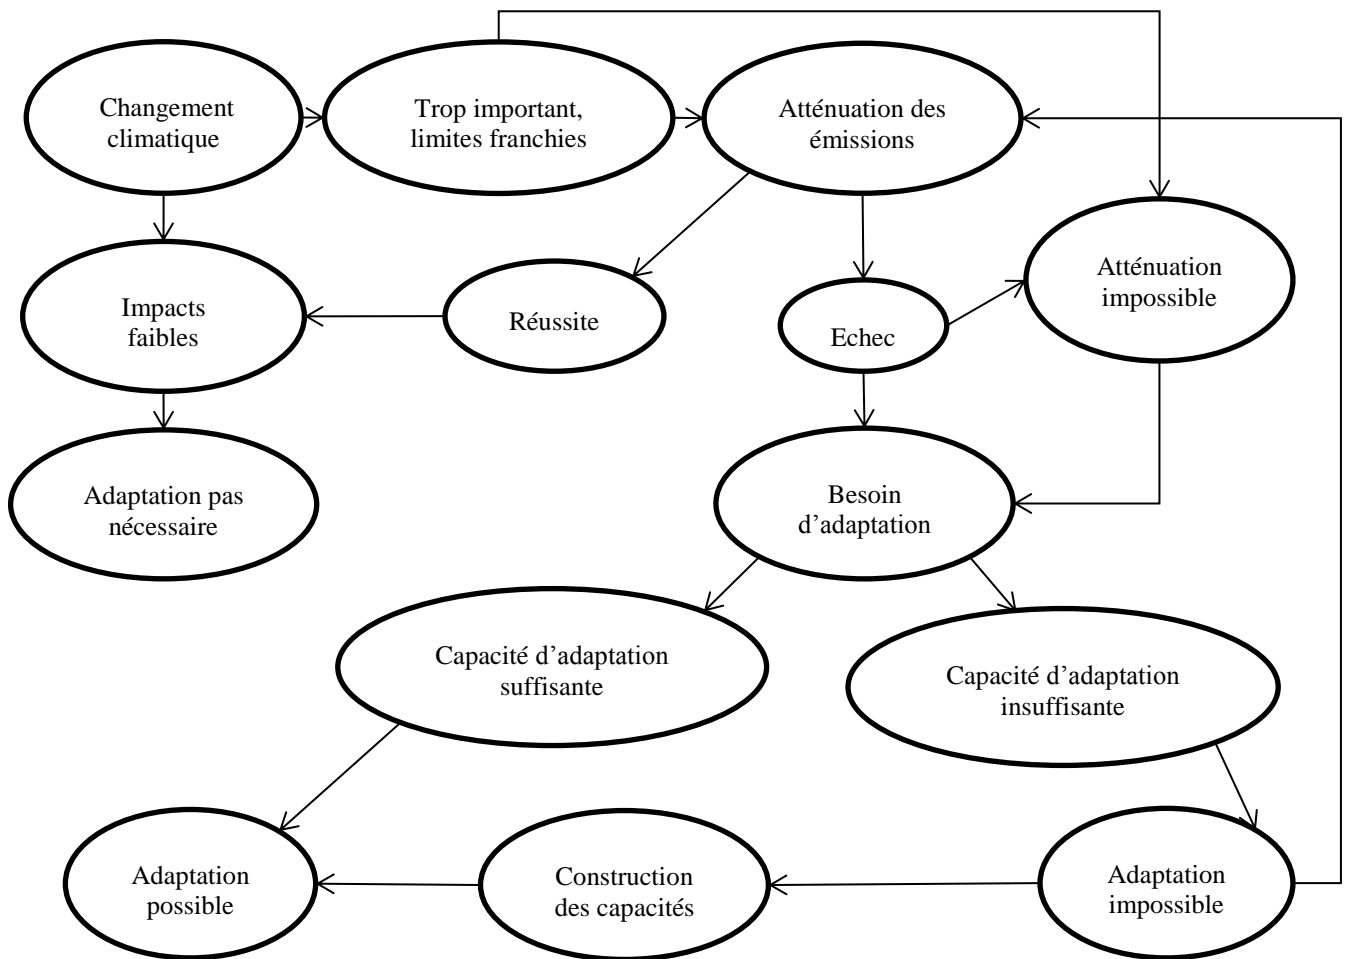 Changement
climatique
Trop important,
limites franchies
Atténuation des
émissions
Atténuation
impossible
Impacts
faibles
Réussite
Echec
Adaptation pas
nécessaire
Besoin
d’adaptation
Capacité d’adaptation
suffisante
Capacité d’adaptation
insuffisante
Adaptation
possible
Construction
des capacités
Adaptation
impossible